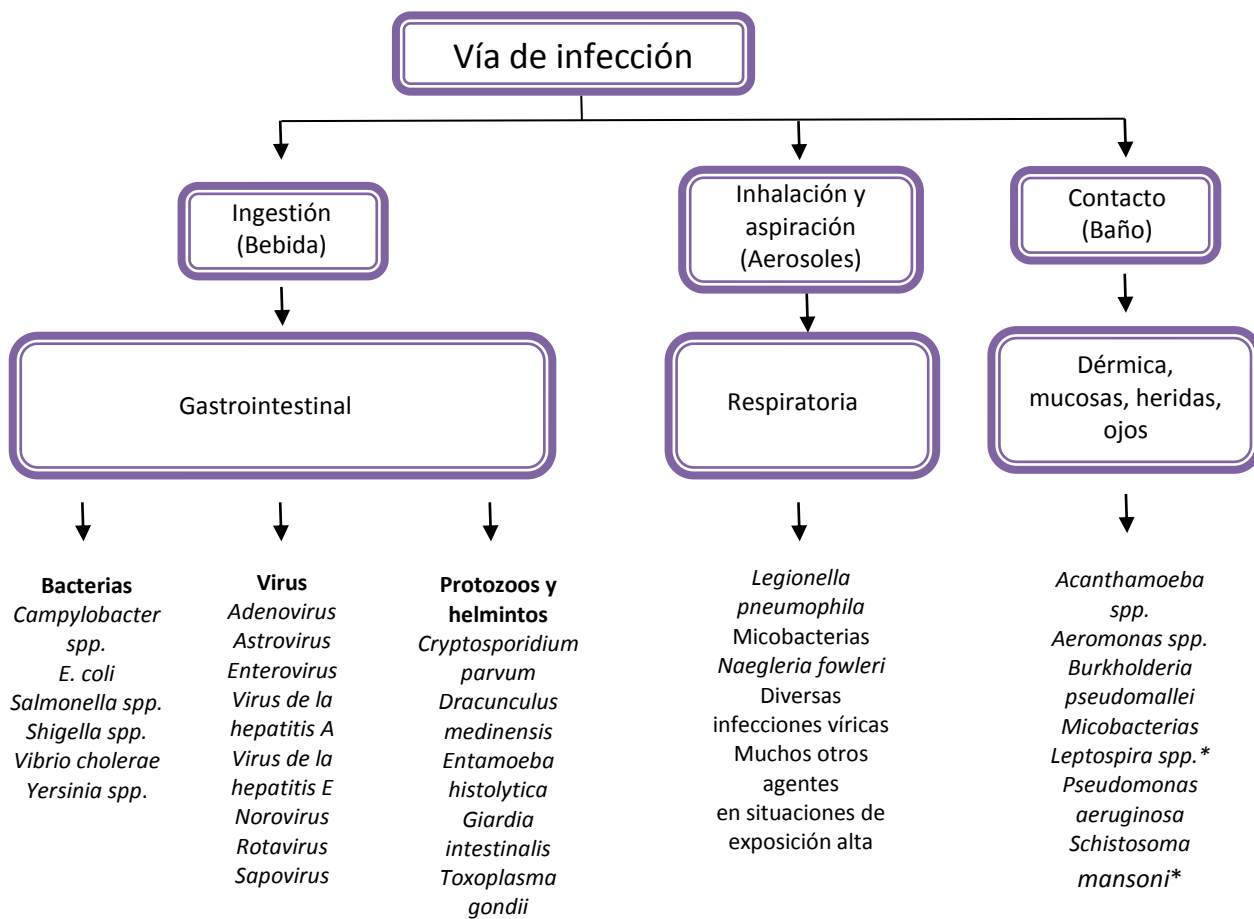 Vía de infección
Ingestión
(Bebida)
Inhalación y
aspiración
(Aerosoles)
Contacto
(Baño)
Gastrointestinal
Respiratoria
Dérmica,
mucosas, heridas,
ojos
Bacterias
Campylobacter
spp.
E. coli
Salmonella spp.
Shigella spp.
Vibrio cholerae
Yersinia spp.
Virus
Adenovirus
Astrovirus
Enterovirus
Virus de la
hepatitis A
Virus de la
hepatitis E
Norovirus
Rotavirus
Sapovirus
Protozoos y
helmintos
Cryptosporidium
parvum
Dracunculus
medinensis
Entamoeba
histolytica
Giardia
intestinalis
Toxoplasma
gondii
Legionella
pneumophila
Micobacterias
Naegleria fowleri
Diversas
infecciones víricas
Muchos otros
agentes
en situaciones de
exposición alta
Acanthamoeba
spp.
Aeromonas spp.
Burkholderia
pseudomallei
Micobacterias
Leptospira spp.*
Pseudomonas
aeruginosa
Schistosoma
mansoni*